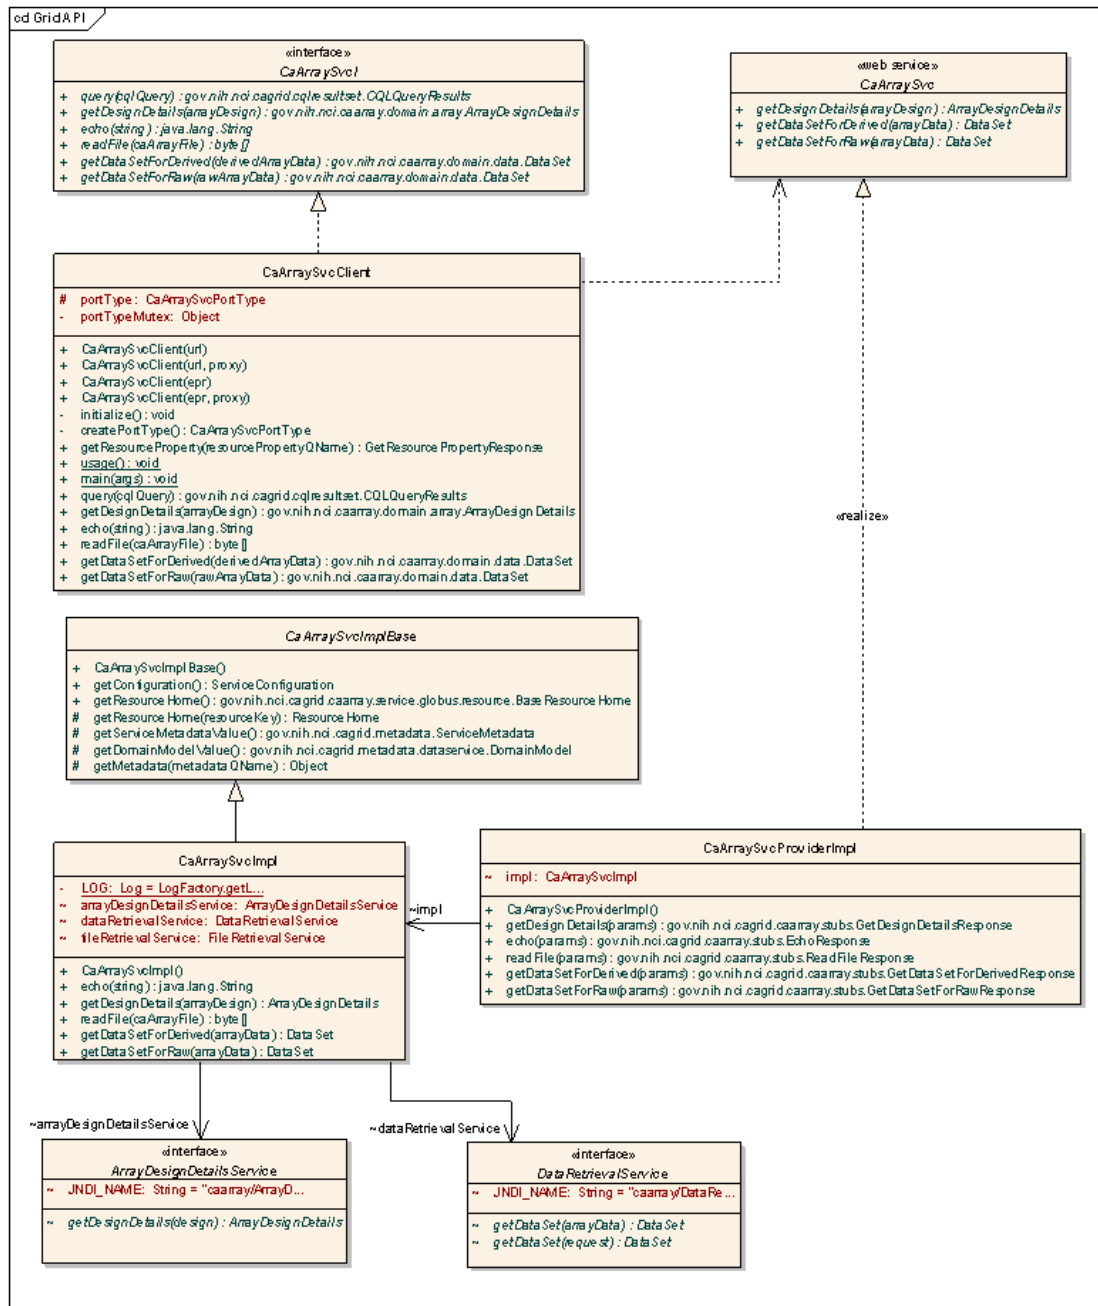 cd GridAPI
«interface»
CaArraySvcI
+ query(cqlQuery) : gov.nih.nci.cagrid.cqlresultset.CQLQueryResults
+ getDesignDetails(arrayDesign) : gov.nih.nci.caarray.domain.array.ArrayDesignDetails
+ echo(string) : java.lang.String
+ readFile(caArrayFile) : byte[]
+ getDataSetForDerived(derivedArrayData) : gov.nih.nci.caarray.domain.data.DataSet
+ getDataSetForRaw(rawArrayData) : gov.nih.nci.caarray.domain.data.DataSet
«web service»
CaArraySvc
+ getDesignDetails(arrayDesign) : ArrayDesignDetails
+ getDataSetForDerived(arrayData) : DataSet
+ getDataSetForRaw(arrayData) : DataSet
CaArraySvcClient
# portType: CaArraySvcPortType
- portTypeMutex: Object
+ CaArraySvcClient(url)
+ CaArraySvcClient(url, proxy)
+ CaArraySvcClient(epr)
+ CaArraySvcClient(epr, proxy)
- initialize() : void
- createPortType() : CaArraySvcPortType
+ getResourceProperty(resourcePropertyQName) : GetResourcePropertyResponse
+ usage() : void
+ main(args) : void
+ query(cqlQuery) : gov.nih.nci.cagrid.cqlresultset.CQLQueryResults
+ getDesignDetails(arrayDesign) : gov.nih.nci.caarray.domain.array.ArrayDesignDetails
+ echo(string) : java.lang.String
+ readFile(caArrayFile) : byte[]
+ getDataSetForDerived(derivedArrayData) : gov.nih.nci.caarray.domain.data.DataSet
+ getDataSetForRaw(rawArrayData) : gov.nih.nci.caarray.domain.data.DataSet
«realize»
CaArraySvcImplBase
+ CaArraySvcImplBase()
+ getConfiguration() : ServiceConfiguration
+ getResourceHome() : gov.nih.nci.cagrid.caarray.service.globus.resource.BaseResourceHome
# getResourceHome(resourceKey) : ResourceHome
# getServiceMetadataValue() : gov.nih.nci.cagrid.metadata.ServiceMetadata
# getDomainModelValue() : gov.nih.nci.cagrid.metadata.dataservice.DomainModel
# getMetadata(metadataQName) : Object
CaArraySvcImpl
- LOG: Log = LogFactory.getL...
~ arrayDesignDetailsService: ArrayDesignDetailsService
~ dataRetrievalService: DataRetrievalService
~ fileRetrievalService: FileRetrievalService
+ CaArraySvcImpl()
+ echo(string) : java.lang.String
+ getDesignDetails(arrayDesign) : ArrayDesignDetails
+ readFile(caArrayFile) : byte[]
+ getDataSetForDerived(arrayData) : DataSet
+ getDataSetForRaw(arrayData) : DataSet
~impl
CaArraySvcProviderImpl
~ impl: CaArraySvcImpl
+ CaArraySvcProviderImpl()
+ getDesignDetails(params) : gov.nih.nci.cagrid.caarray.stubs.GetDesignDetailsResponse
+ echo(params) : gov.nih.nci.cagrid.caarray.stubs.EchoResponse
+ readFile(params) : gov.nih.nci.cagrid.caarray.stubs.ReadFileResponse
+ getDataSetForDerived(params) : gov.nih.nci.cagrid.caarray.stubs.GetDataSetForDerivedResponse
+ getDataSetForRaw(params) : gov.nih.nci.cagrid.caarray.stubs.GetDataSetForRawResponse
~arrayDesignDetailsService
~dataRetrievalService
«interface»
ArrayDesignDetailsService
~ JNDI_NAME: String = "caarray/ArrayD...
~ getDesignDetails(design) : ArrayDesignDetails
«interface»
DataRetrievalService
~ JNDI_NAME: String = "caarray/DataRe...
~ getDataSet(arrayData) : DataSet
~ getDataSet(request) : DataSet